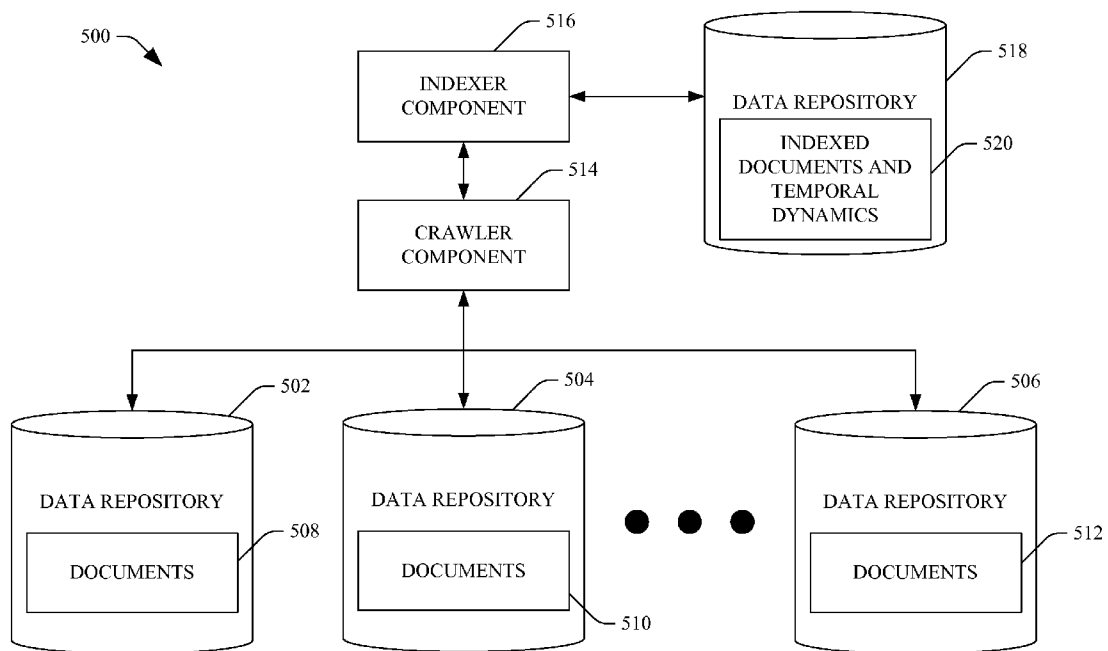 500
516
INDEXER
COMPONENT
518
DATA REPOSITORY
INDEXED
DOCUMENTS AND
TEMPORAL
DYNAMICS
520
514
CRAWLER
COMPONENT
502
DATA REPOSITORY
DOCUMENTS
508
504
DATA REPOSITORY
DOCUMENTS
510
506
DATA REPOSITORY
DOCUMENTS
512